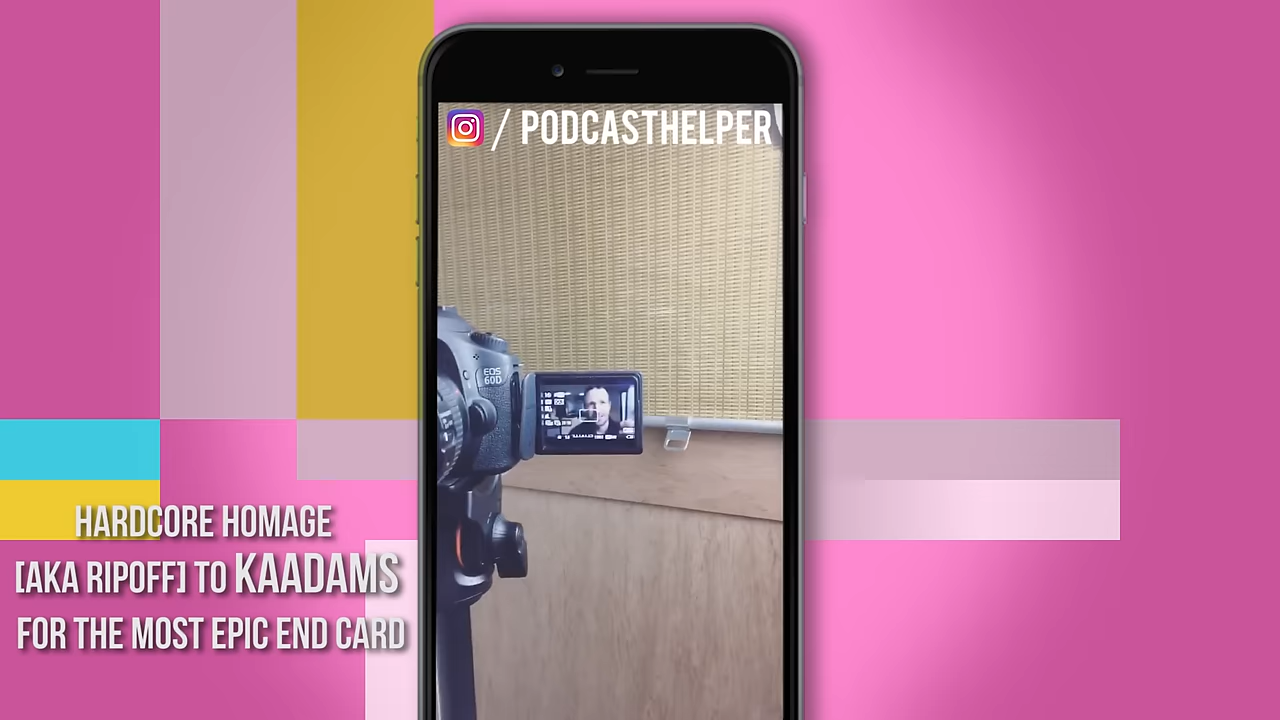 / PODCASTHELPER
EOS
60D
HARDCORE HOMAGE
[AKA RIPOFF] TO KAADAMS
FOR THE MOST EPIC END CARD